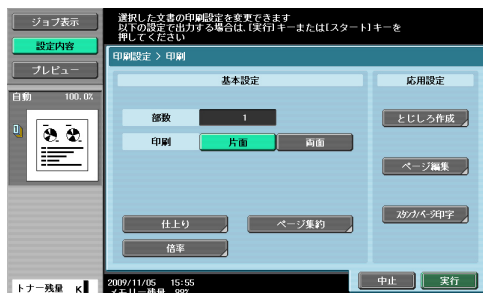 ジョブ表示
設定内容
プレビュー
自動 100.0%
トナー残量 K
選択した文書の印刷設定を変更できます
以下の設定で出力する場合は、[実行]キーまたは[スタート]キーを
押してください
印刷設定 > 印刷
基本設定
部数 1
印刷 片面 両面
仕上り ページ集約
倍率
応用設定
とじしろ作成
ページ編集
スタンプ/ページ印字
2009/11/05 15:55
メモリー残量 99%
中止 実行